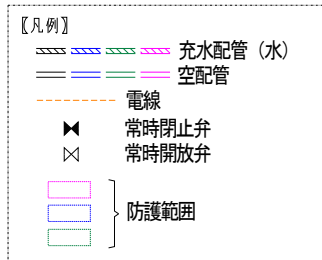 〖凡例〗
充水配管（水）
空配管
電線
常時閉止弁
常時開放弁
防護範囲